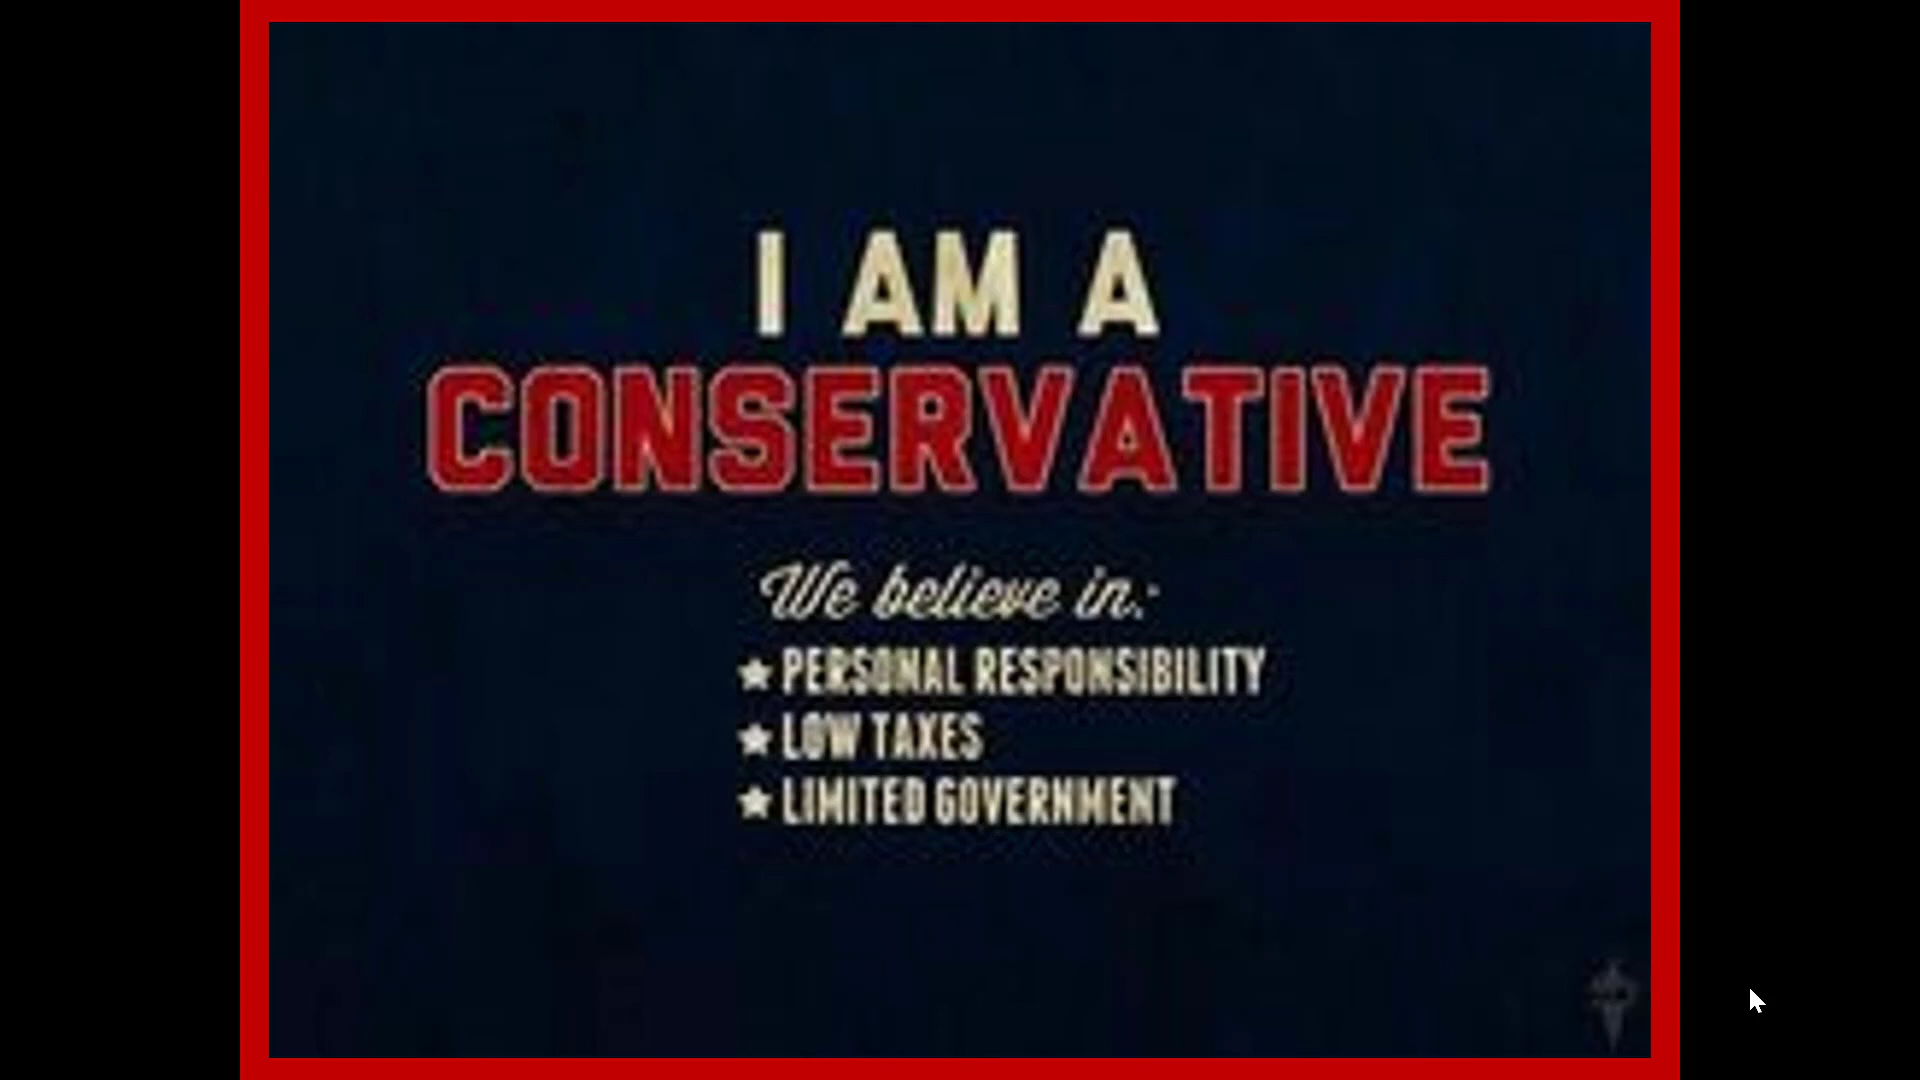 I AM A
CONSERVATIVE
We believe in:
★ PERSONAL RESPONSIBILITY
★ LOW TAXES
★ LIMITED GOVERNMENT